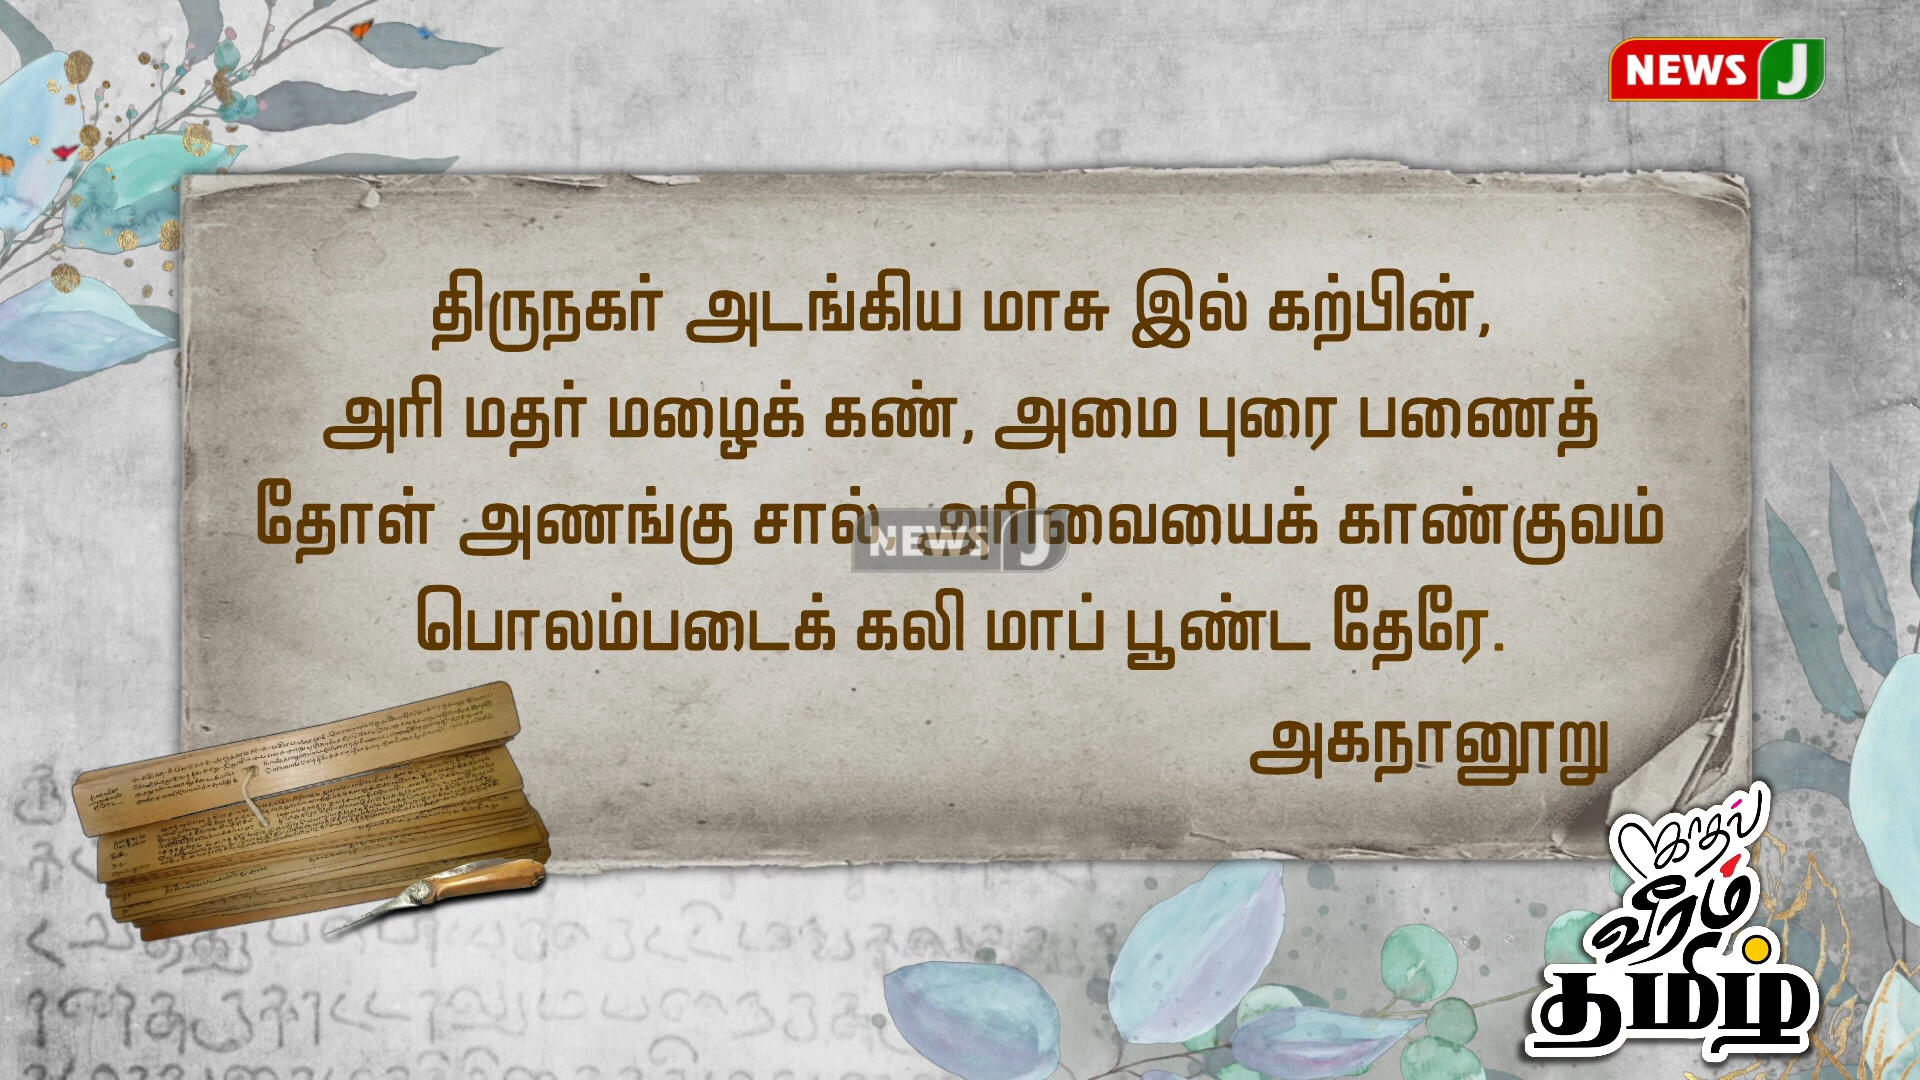 NEWS J
திருநகர் அடங்கிய மாசு இல் கற்பின்,
அரி மதர் மழைக் கண், அமை புரை பணைத்
தோள் அணங்கு சால், அரிவையைக் காண்குவம்
பொலம்படைக் கலி மாப் பூண்ட தேரே.
NEWS J
அகநானூறு
காதல்
வீரம்
தமிழ்